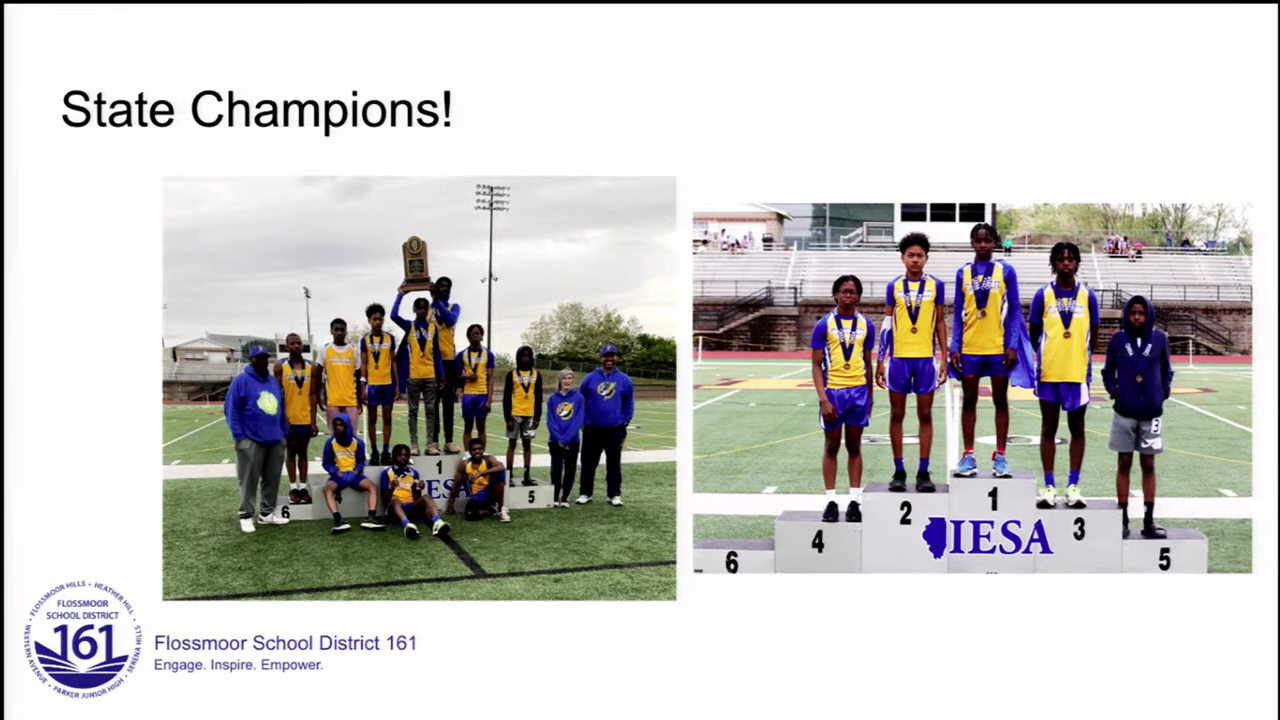 State Champions!
1
IESA
6
5
1
2
3
4
IESA
6
5
FLOSSMOOR HILLS • HEATHER HILL • SERENA HILLS • PARKER JUNIOR HIGH • WESTERN AVENUE •
FLOSSMOOR
SCHOOL DISTRICT
161
Flossmoor School District 161
Engage. Inspire. Empower.